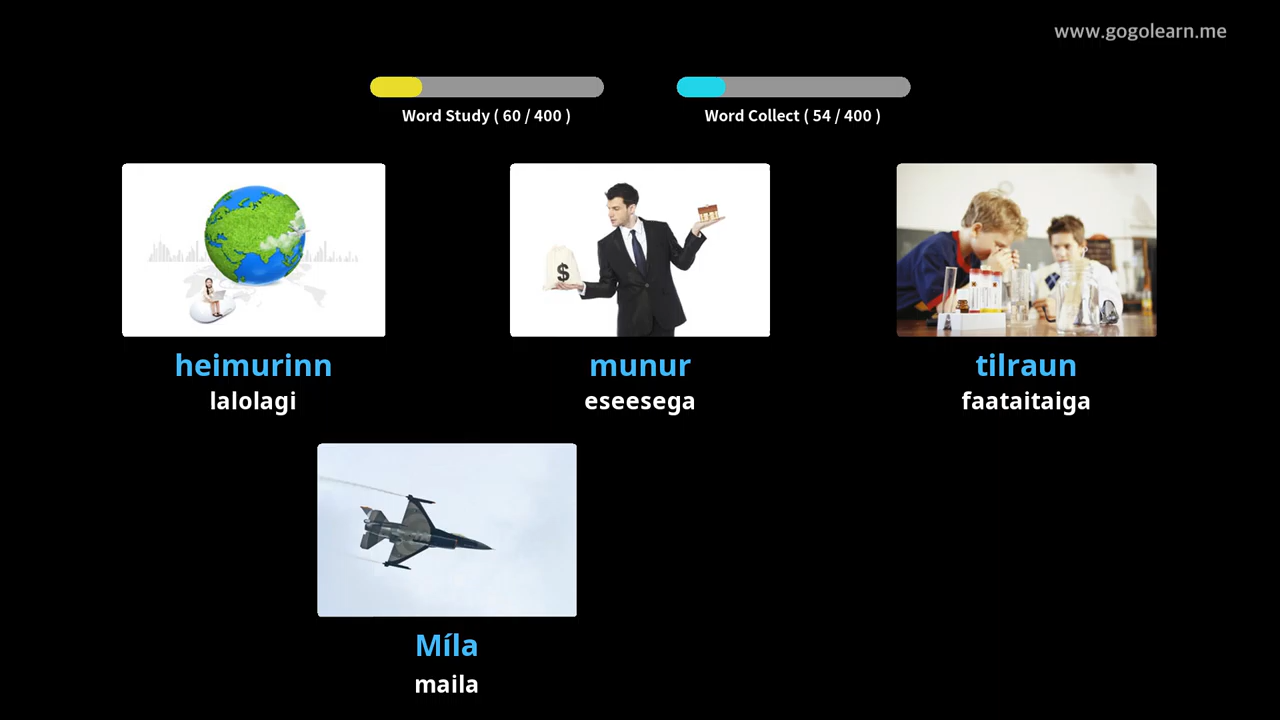 www.gogolearn.me
Word Study ( 60 / 400 )
Word Collect ( 54 / 400 )
$
heimurinn
lalolagi
munur
eseesega
tilraun
faataitaiga
Míla
maila